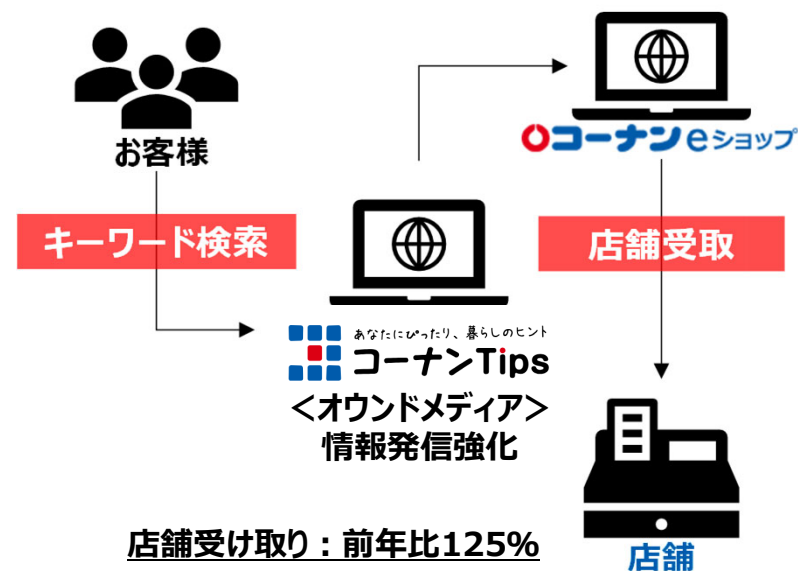 お客様
キーワード検索
コーナンeショップ
店舗受取
あなたにぴったり、暮らしのヒント
コーナンTips
＜オウンドメディア＞
情報発信強化
店舗
店舗受け取り：前年比125%